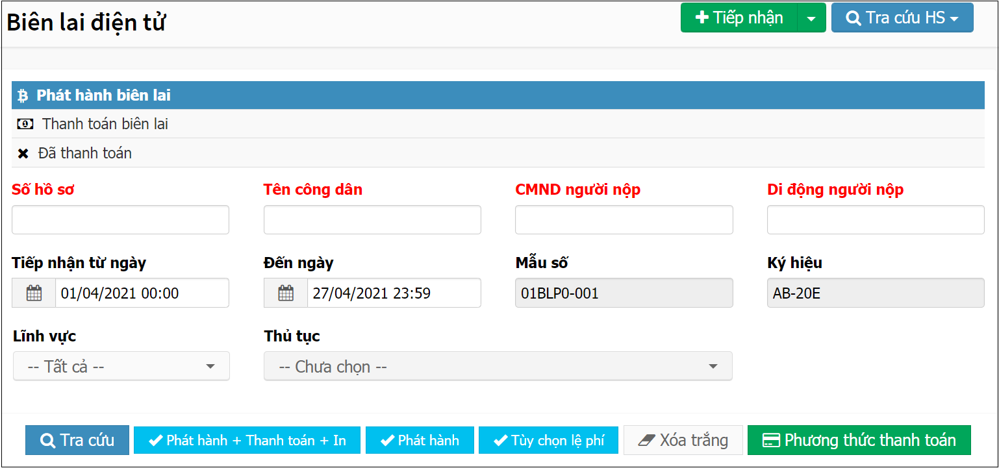 Biên lai điện tử
Tiếp nhận
Tra cứu HS
Phát hành biên lai
Thanh toán biên lai
Đã thanh toán
Số hồ sơ Tên công dân CMND người nộp Di động người nộp
Tiếp nhận từ ngày Đến ngày Mẫu số Ký hiệu
01/04/2021 00:00 27/04/2021 23:59 01BLP0-001 AB-20E
Lĩnh vực Thủ tục
-- Tất cả -- -- Chưa chọn --
Tra cứu Phát hành + Thanh toán + In Phát hành Tùy chọn lệ phí Xóa trắng Phương thức thanh toán